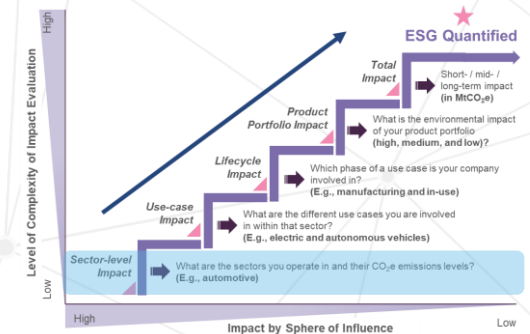 High
ESG Quantified
Total
Impact
Short- / mid- /
long-term impact
(in MtCO₂e)
Product
Portfolio Impact
What is the environmental impact
of your product portfolio
(high, medium, and low)?
Lifecycle
Impact
Which phase of a use case is your company
involved in?
(E.g., manufacturing and in-use)
Use-case
Impact
What are the different use cases you are involved
in within that sector?
(E.g., electric and autonomous vehicles)
Sector-level
Impact
What are the sectors you operate in and their CO₂e emissions levels?
(E.g., automotive)
Level of Complexity of Impact Evaluation
Low
High
Low
Impact by Sphere of Influence